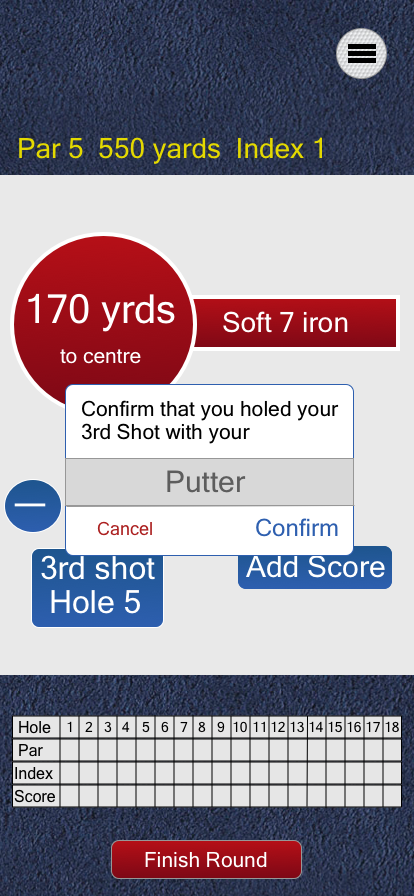 Par 5  550 yards  Index 1
170 yrds
to centre
Soft 7 iron
Confirm that you holed your
3rd Shot with your
Putter
Cancel
Confirm
3rd shot
Hole 5
Add Score
Hole 1 2 3 4 5 6 7 8 9 10 11 12 13 14 15 16 17 18
Par
Index
Score
Finish Round